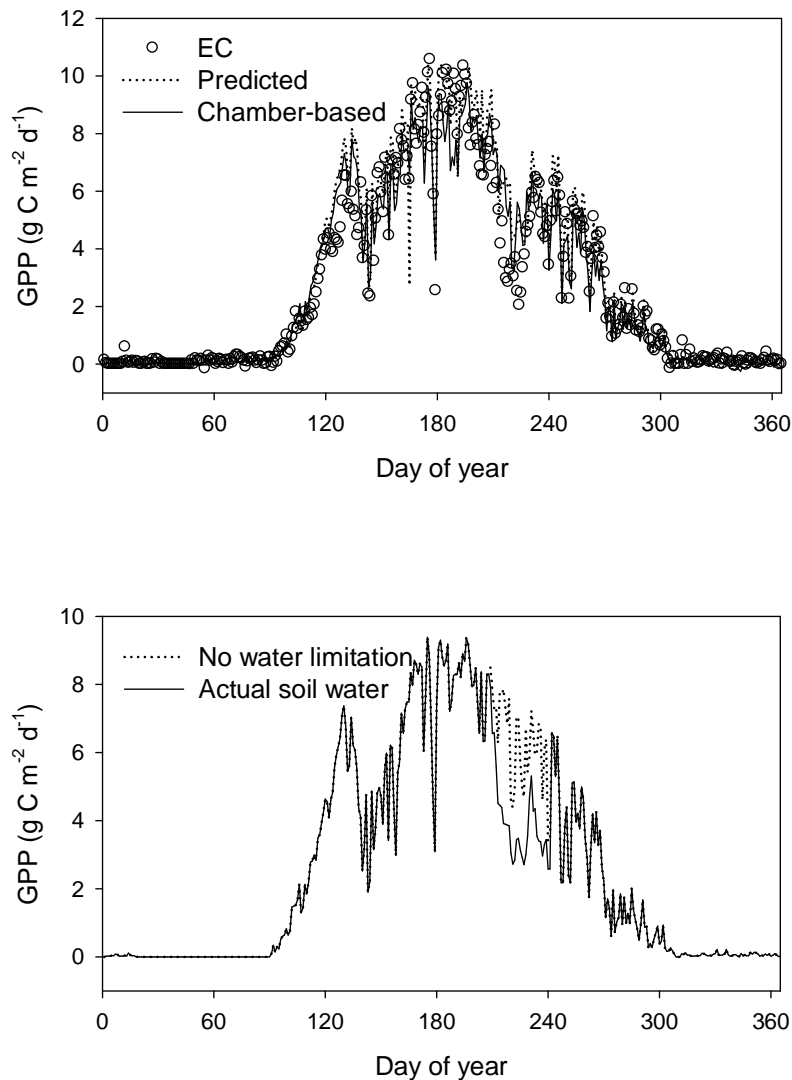 12
10
8
6
4
2
0
EC
Predicted
Chamber-based
GPP (g C m-2 d-1)
0 60 120 180 240 300 360
Day of year
10
8
6
4
2
0
No water limitation
Actual soil water
GPP (g C m-2 d-1)
0 60 120 180 240 300 360
Day of year